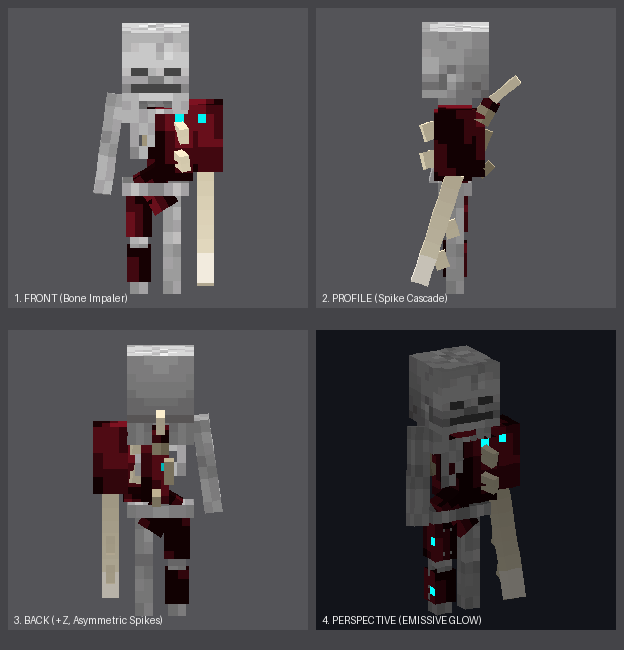 1. FRONT (Bone Impaler)
2. PROFILE (Spike Cascade)
3. BACK (+Z, Asymmetric Spikes)
4. PERSPECTIVE (EMISSIVE GLOW)